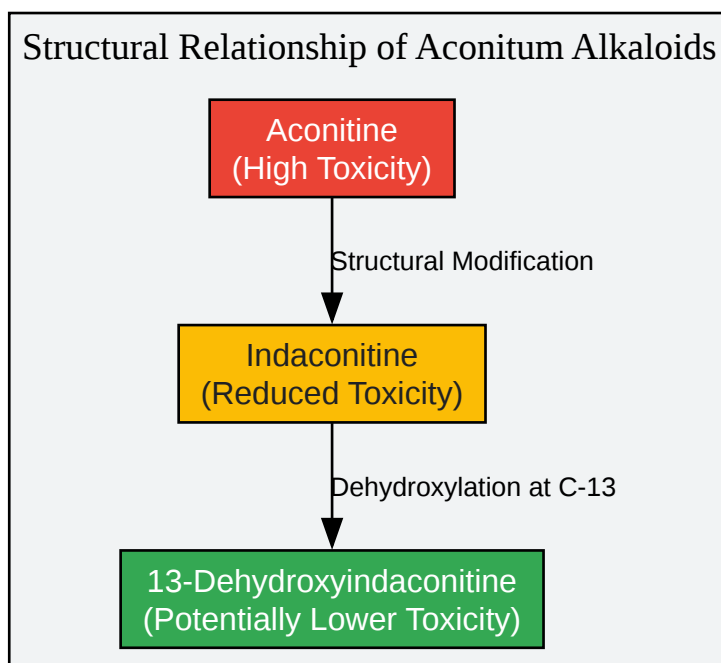 Structural Relationship of Aconitum Alkaloids
Aconitine
(High Toxicity)
Structural Modification
Indaconitine
(Reduced Toxicity)
Dehydroxylation at C-13
13-Dehydroxyindaconitine
(Potentially Lower Toxicity)